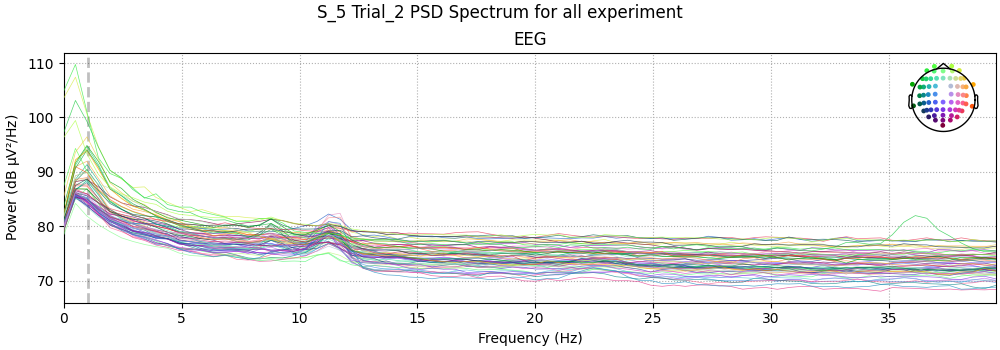 S_5 Trial_2 PSD Spectrum for all experiment
EEG
110
100
90
80
70
Power (dB µV²/Hz)
0 5 10 15 20 25 30 35
Frequency (Hz)